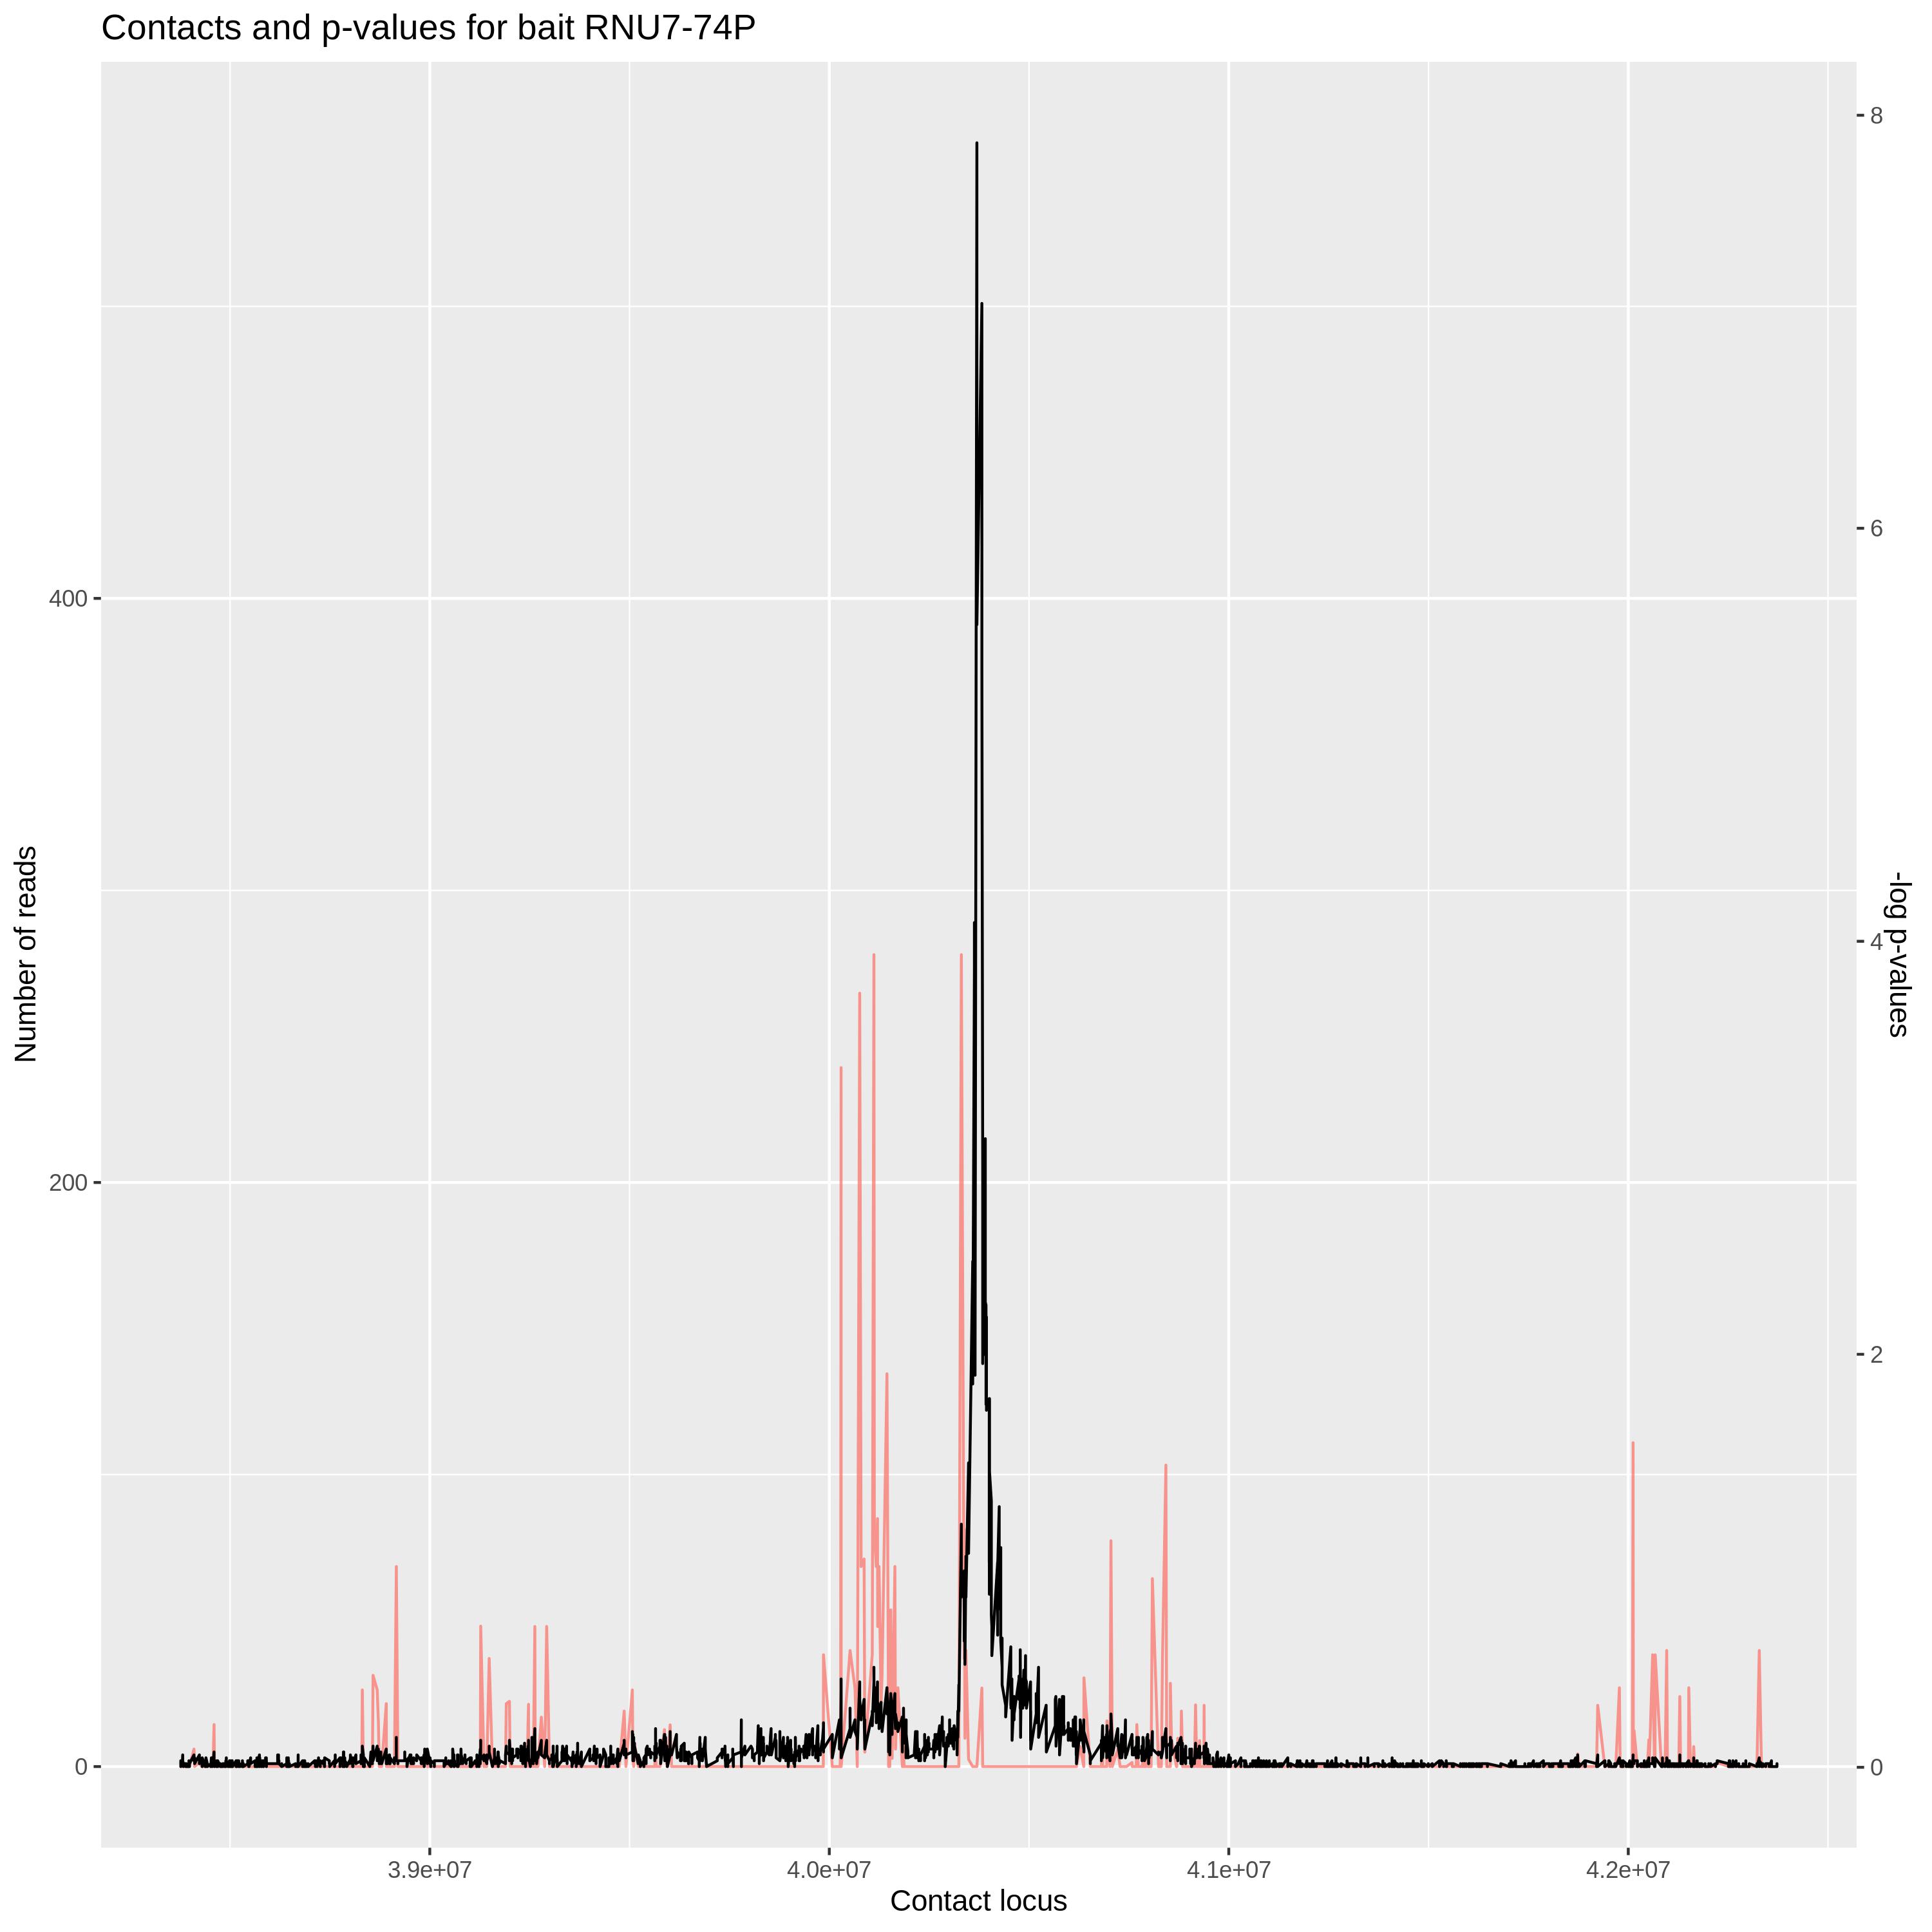 Contacts and p-values for bait RNU7-74P
8
6
400
Number of reads
-log p-values
4
200
2
0
0
3.9e+07
4.0e+07
4.1e+07
4.2e+07
Contact locus